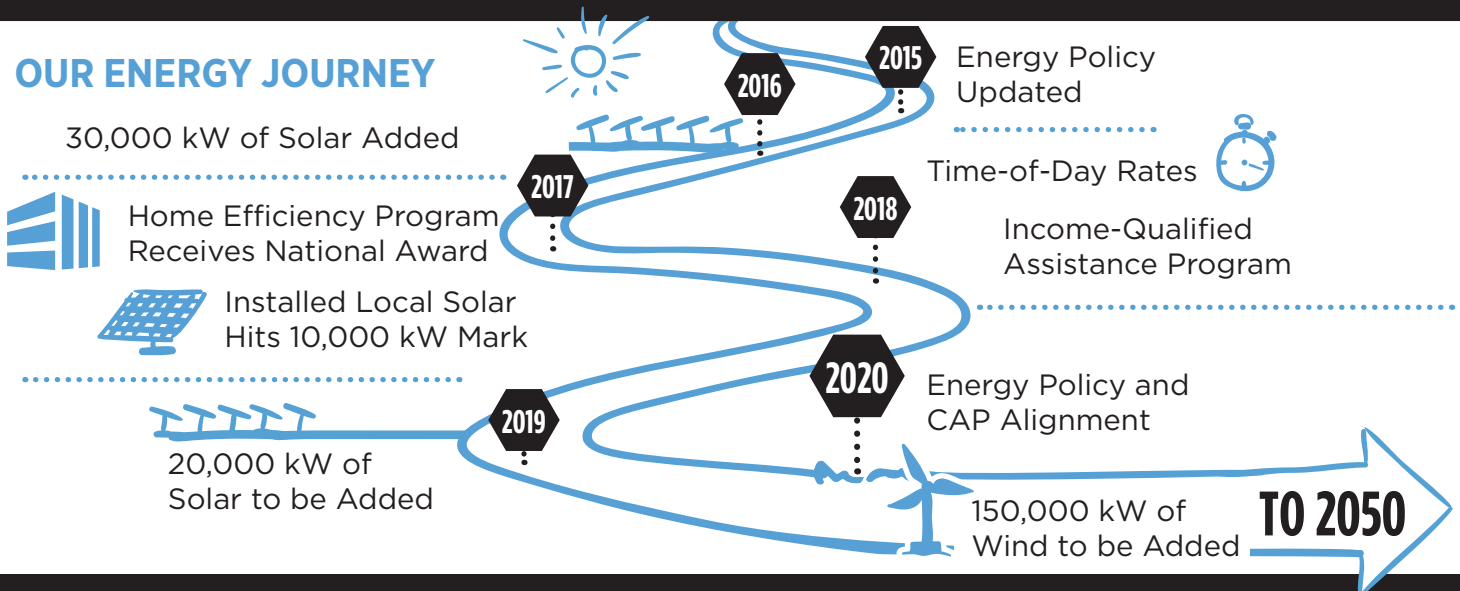 OUR ENERGY JOURNEY
2015
Energy Policy
Updated
2016
30,000 kW of Solar Added
2017
Home Efficiency Program
Receives National Award
Installed Local Solar
Hits 10,000 kW Mark
2018
Time-of-Day Rates
Income-Qualified
Assistance Program
2019
20,000 kW of
Solar to be Added
2020
Energy Policy and
CAP Alignment
150,000 kW of
Wind to be Added
TO 2050